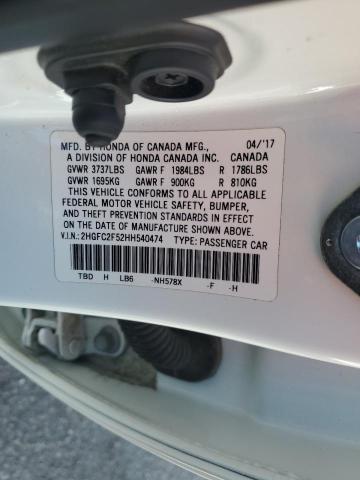 MFD. BY HONDA OF CANADA MFG., 04/'17
A DIVISION OF HONDA CANADA INC. CANADA
GVWR 3737LBS GAWR F 1984LBS R 1786LBS
GVWR 1695KG GAWR F 900KG R 810KG
THIS VEHICLE CONFORMS TO ALL APPLICABLE
FEDERAL MOTOR VEHICLE SAFETY, BUMPER,
AND THEFT PREVENTION STANDARDS IN EFFECT
ON THE DATE OF MANUFACTURE SHOWN ABOVE.
V.I.N.: 2HGFC2F52HH540474 TYPE: PASSENGER CAR
TBD H LB6 -NH578X -F -H